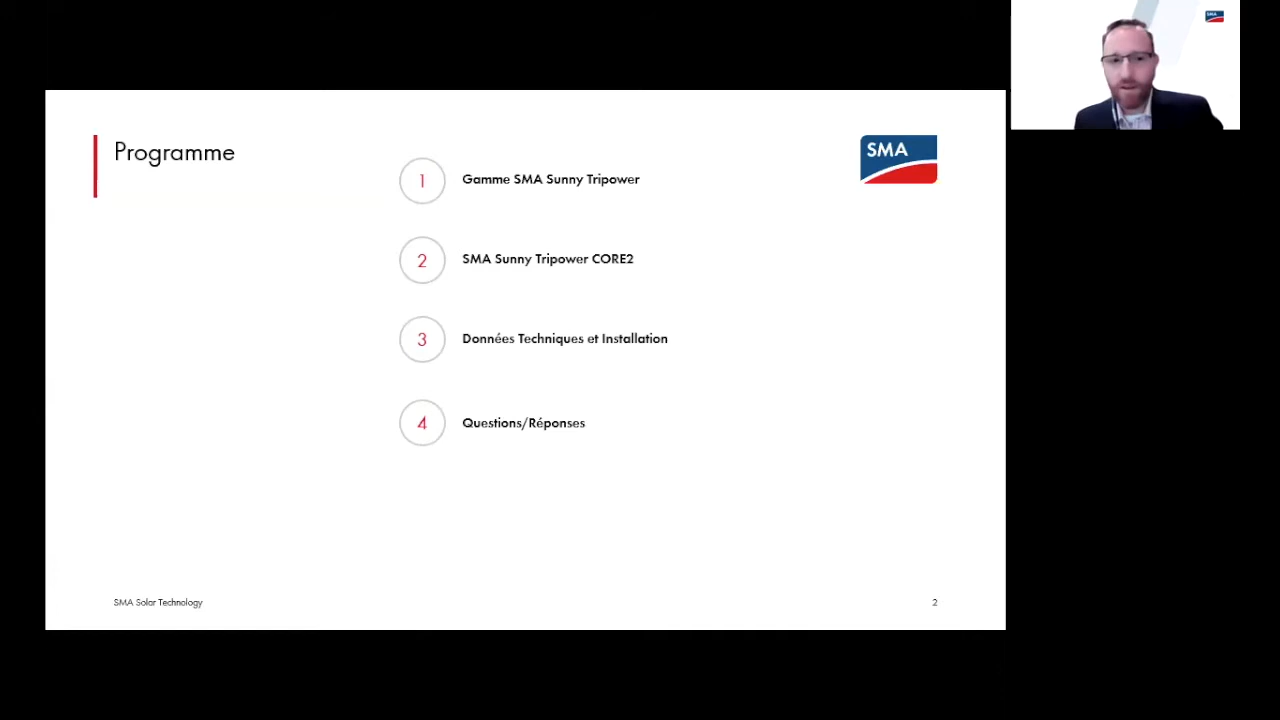 Programme
SMA
1
Gamme SMA Sunny Tripower
2
SMA Sunny Tripower CORE2
3
Données Techniques et Installation
4
Questions/Réponses
SMA Solar Technology
2
SMA